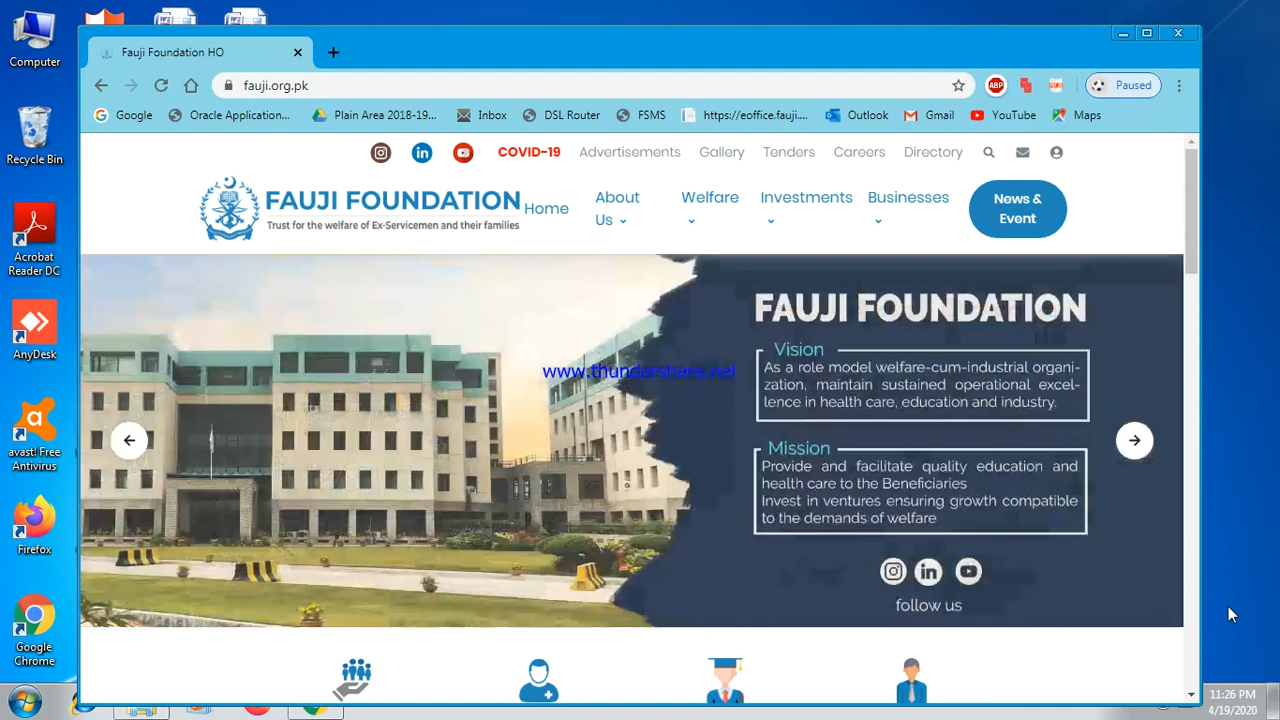 Computer
Recycle Bin
Acrobat
Reader DC
AnyDesk
avast! Free
Antivirus
Firefox
Google
Chrome
Fauji Foundation HO
fauji.org.pk
ABP
Paused
Google
Oracle Application...
Plain Area 2018-19...
Inbox
DSL Router
FSMS
https://eoffice.fauji....
Outlook
Gmail
YouTube
Maps
COVID-19
Advertisements
Gallery
Tenders
Careers
Directory
FAUJI FOUNDATION
Trust for the welfare of Ex-Servicemen and their families
Home
About
Us
Welfare
Investments
Businesses
News &
Event
www.thundershare.net
FAUJI FOUNDATION
Vision
As a role model welfare-cum-industrial organi-
zation, maintain sustained operational excel-
lence in health care, education and industry.
Mission
Provide and facilitate quality education and
health care to the Beneficiaries
Invest in ventures ensuring growth compatible
to the demands of welfare
in
follow us
11:26 PM
4/19/2020